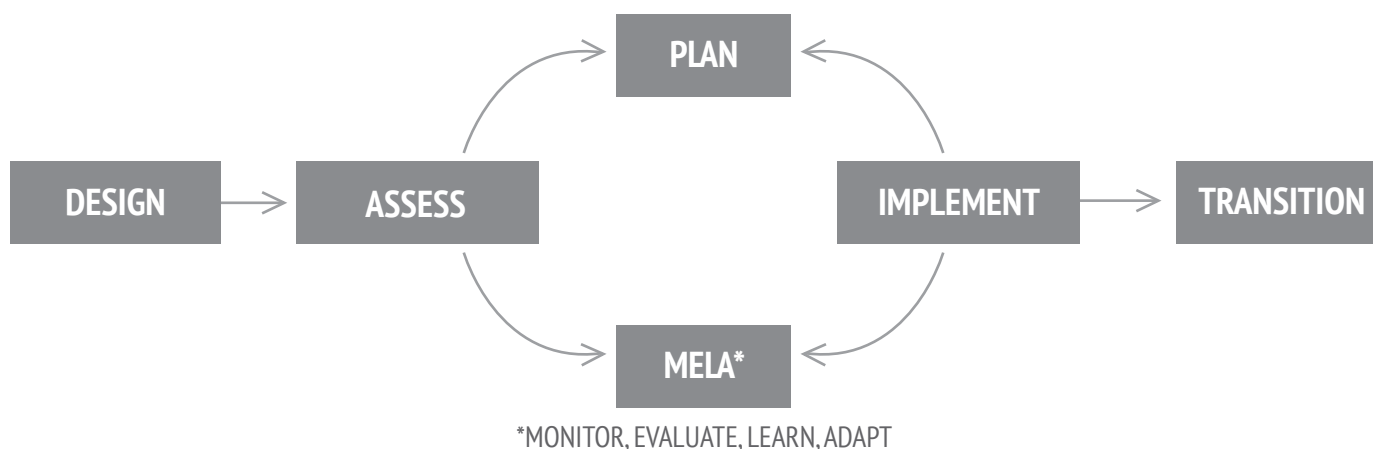 PLAN
DESIGN
ASSESS
IMPLEMENT
TRANSITION
MELA*
*MONITOR, EVALUATE, LEARN, ADAPT